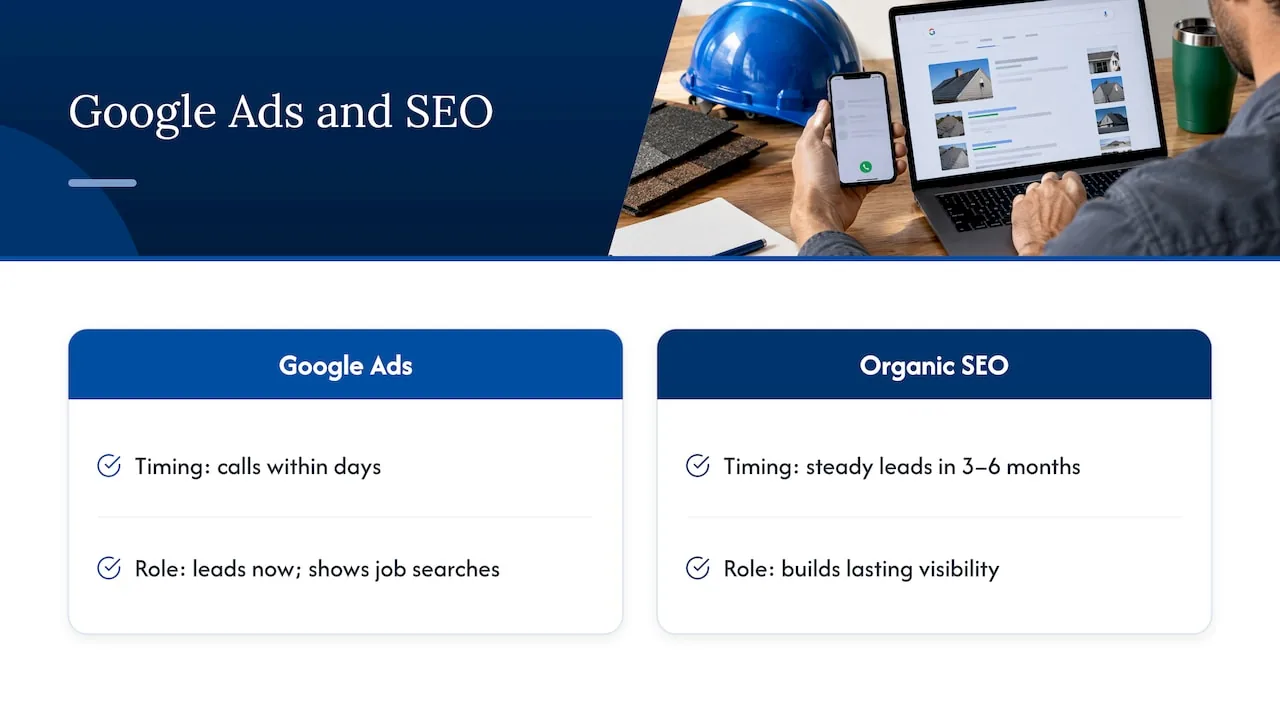 Google Ads and SEO
Google Ads
Timing: calls within days
Role: leads now; shows job searches
Organic SEO
Timing: steady leads in 3–6 months
Role: builds lasting visibility